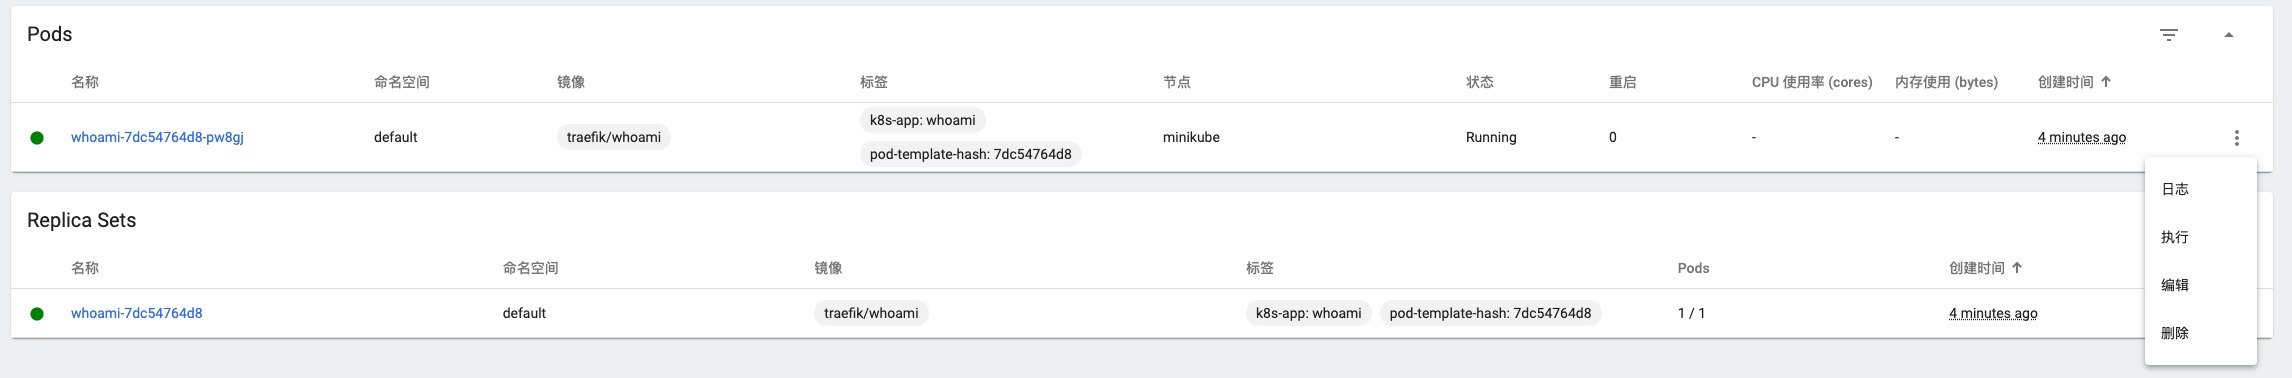 Pods
名称 命名空间 镜像 标签 节点 状态 重启 CPU 使用率 (cores) 内存使用 (bytes) 创建时间
whoami-7dc54764d8-pw8gj default traefik/whoami k8s-app: whoami minikube Running 0 - - 4 minutes ago
pod-template-hash: 7dc54764d8
日志
执行
编辑
删除
Replica Sets
名称 命名空间 镜像 标签 Pods 创建时间
whoami-7dc54764d8 default traefik/whoami k8s-app: whoami pod-template-hash: 7dc54764d8 1 / 1 4 minutes ago